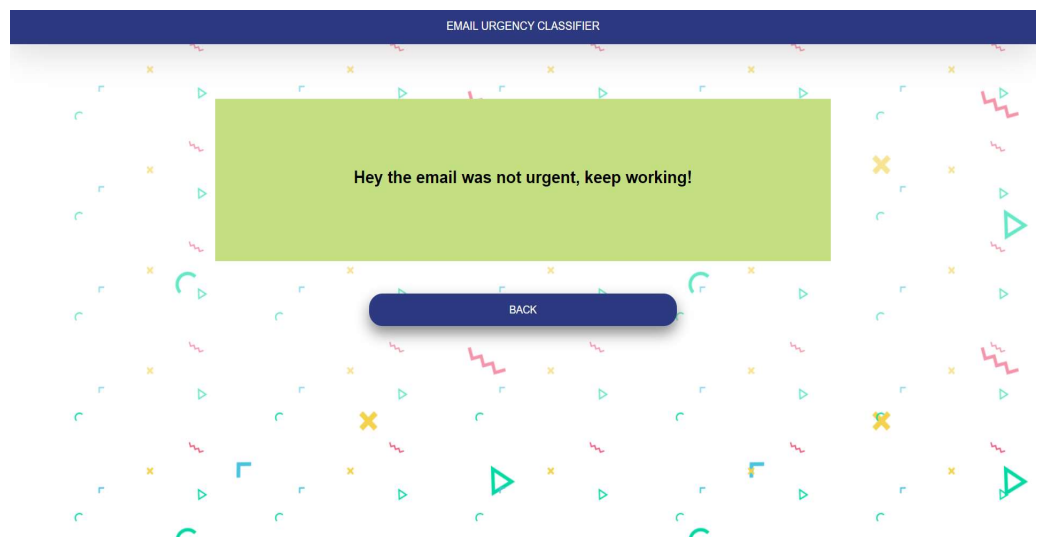 EMAIL URGENCY CLASSIFIER
Hey the email was not urgent, keep working!
BACK